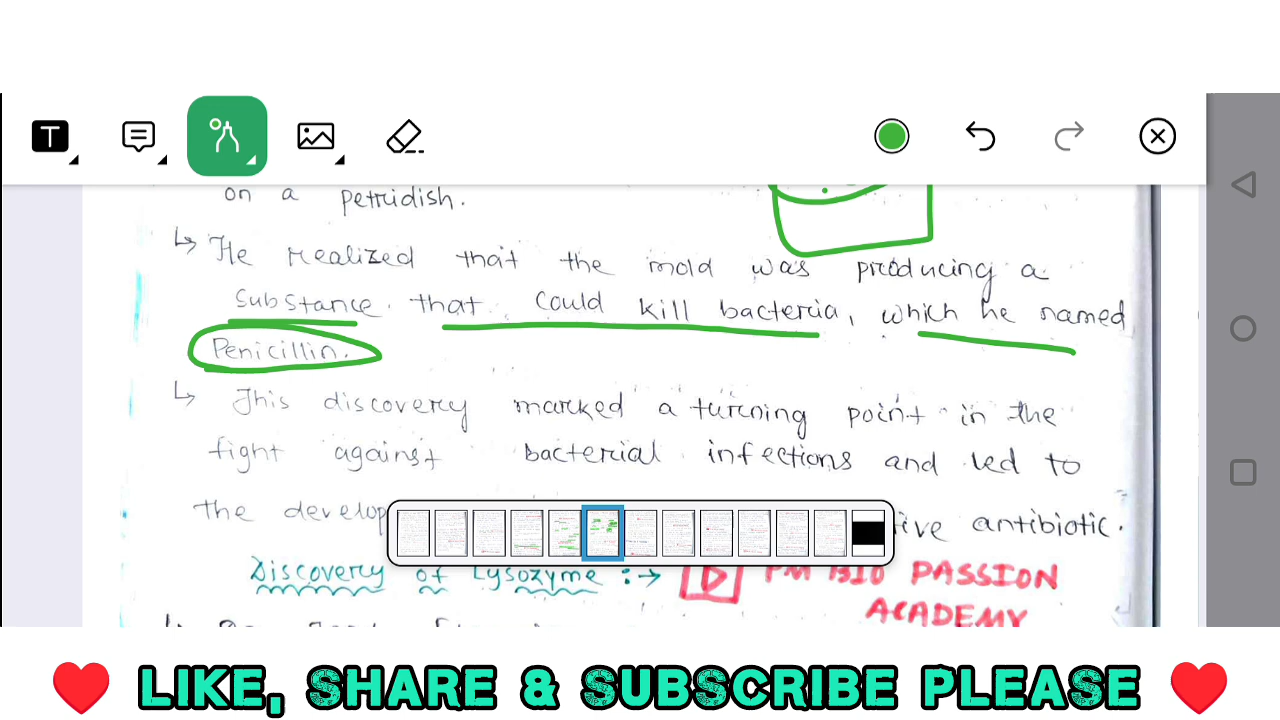 T
on a petridish.
↳ He realized that the mold was producing a
substance that could kill bacteria, which he named
Penicillin.
↳ This discovery marked a turning point in the
fight against bacterial infections and led to
the develop
tive antibiotic.
Discovery of Lysozyme :→ PM BIO PASSION
ACADEMY
LIKE, SHARE & SUBSCRIBE PLEASE